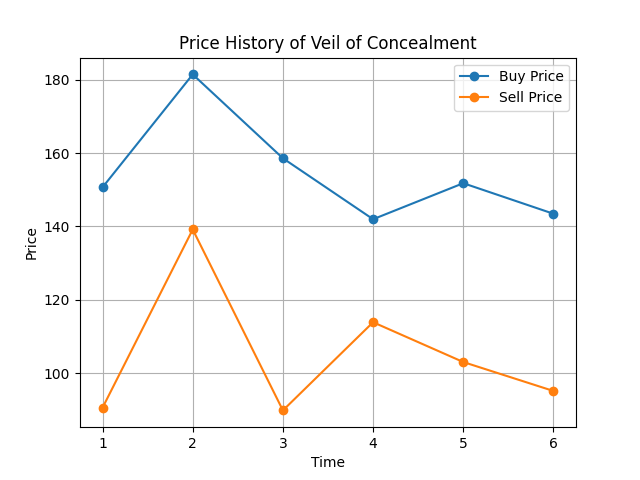 Price History of Veil of Concealment
Buy Price
Sell Price
180
160
140
120
100
Price
1 2 3 4 5 6
Time